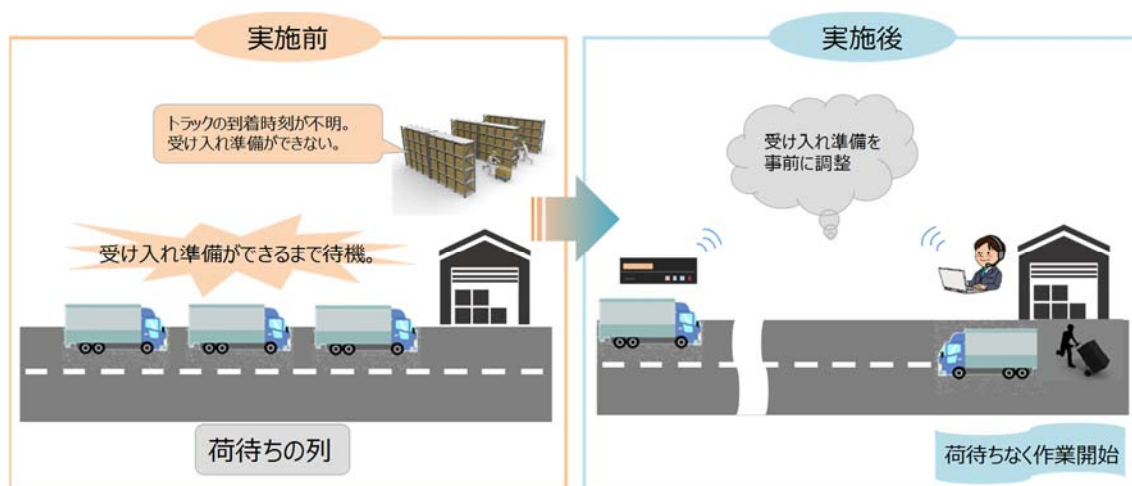 実施前
トラックの到着時刻が不明。
受け入れ準備ができない。
受け入れ準備ができるまで待機。
荷待ちの列
実施後
受け入れ準備を
事前に調整
荷待ちなく作業開始